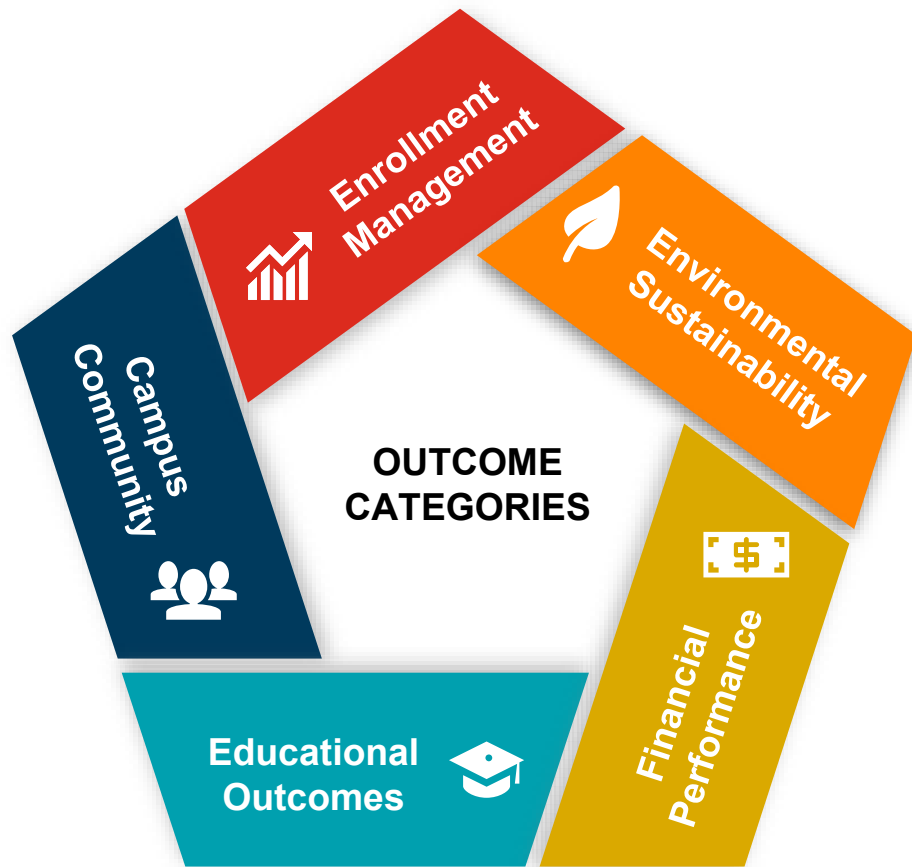 Enrollment
Management
Environmental
Sustainability
Campus
Community
OUTCOME
CATEGORIES
Financial
Performance
Educational
Outcomes